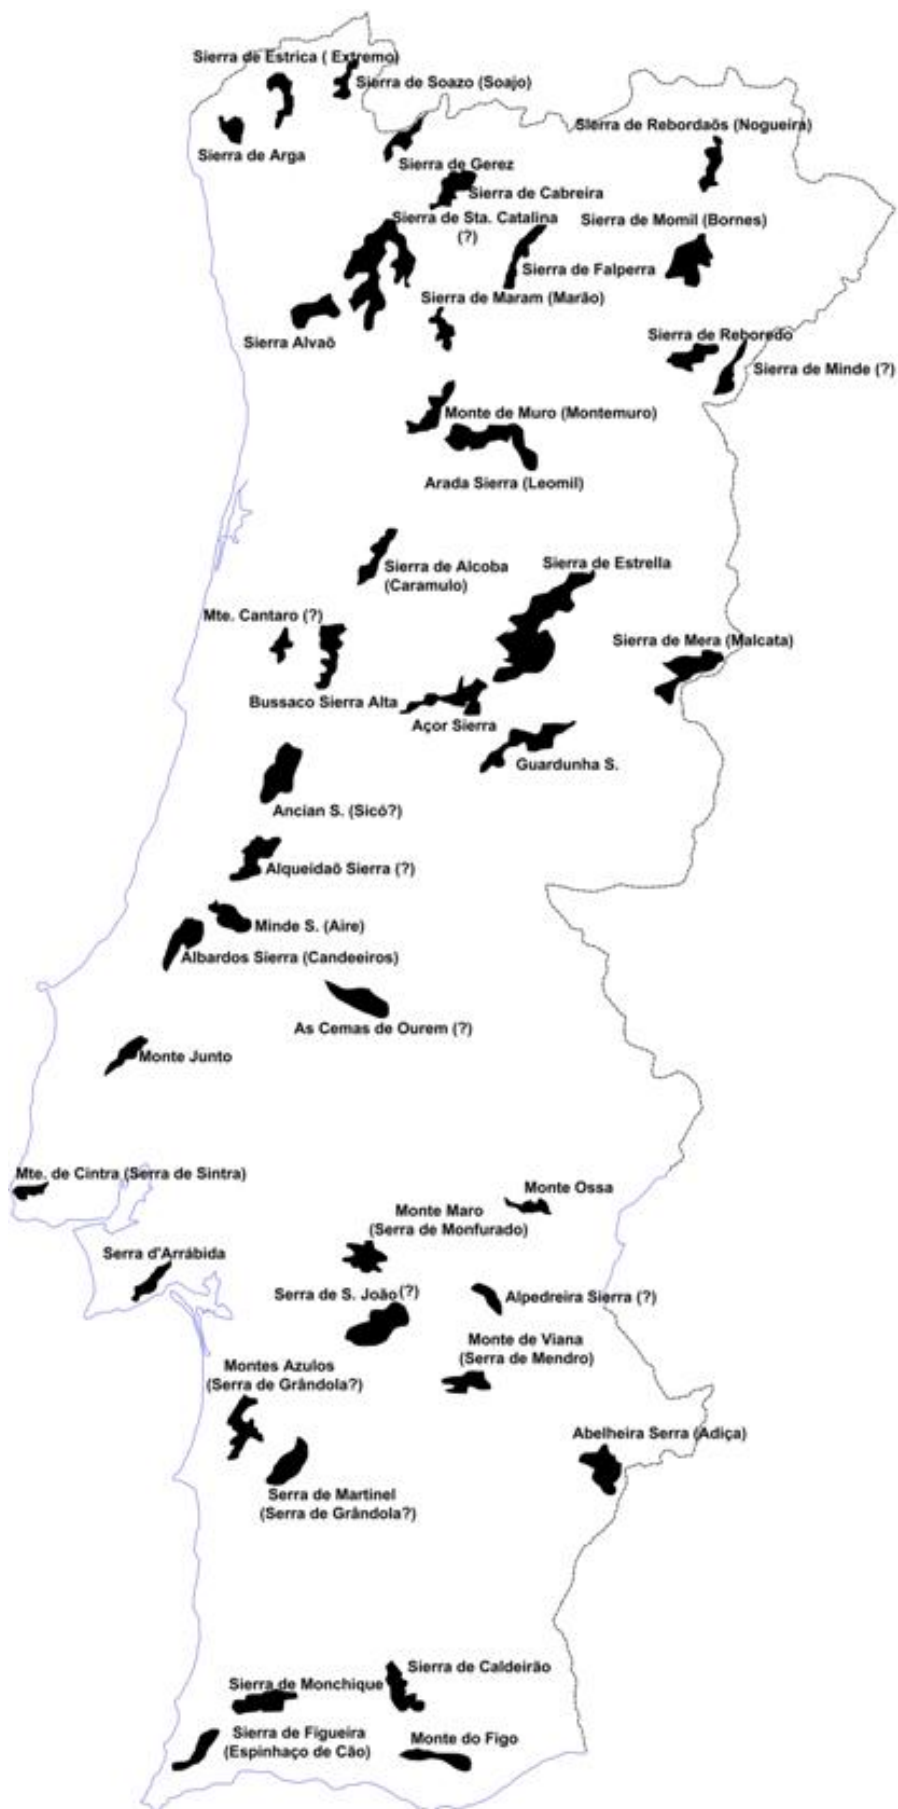 Sierra de Estrica ( Extremo)
Sierra de Soazo (Soajo)
Sierra de Rebordaõs (Nogueira)
Sierra de Arga
Sierra de Gerez
Sierra de Cabreira
Sierra de Sta. Catalina
(?)
Sierra de Momil (Bornes)
Sierra de Falperra
Sierra de Maram (Marão)
Sierra Alvaõ
Sierra de Reboredo
Sierra de Minde (?)
Monte de Muro (Montemuro)
Arada Sierra (Leomil)
Sierra de Alcoba
(Caramulo)
Sierra de Estrella
Mte. Cantaro (?)
Sierra de Mera (Malcata)
Bussaco Sierra Alta
Açor Sierra
Guardunha S.
Ancian S. (Sicó?)
Alqueidaõ Sierra (?)
Minde S. (Aire)
Albardos Sierra (Candeeiros)
As Cemas de Ourem (?)
Monte Junto
Mte. de Cintra (Serra de Sintra)
Monte Ossa
Monte Maro
(Serra de Monfurado)
Serra d'Arrábida
Serra de S. João (?)
Alpedreira Sierra (?)
Monte de Viana
(Serra de Mendro)
Montes Azulos
(Serra de Grândola?)
Abelheira Serra (Adiça)
Serra de Martinel
(Serra de Grândola?)
Sierra de Caldeirão
Sierra de Monchique
Sierra de Figueira
(Espinhaço de Cão)
Monte do Figo